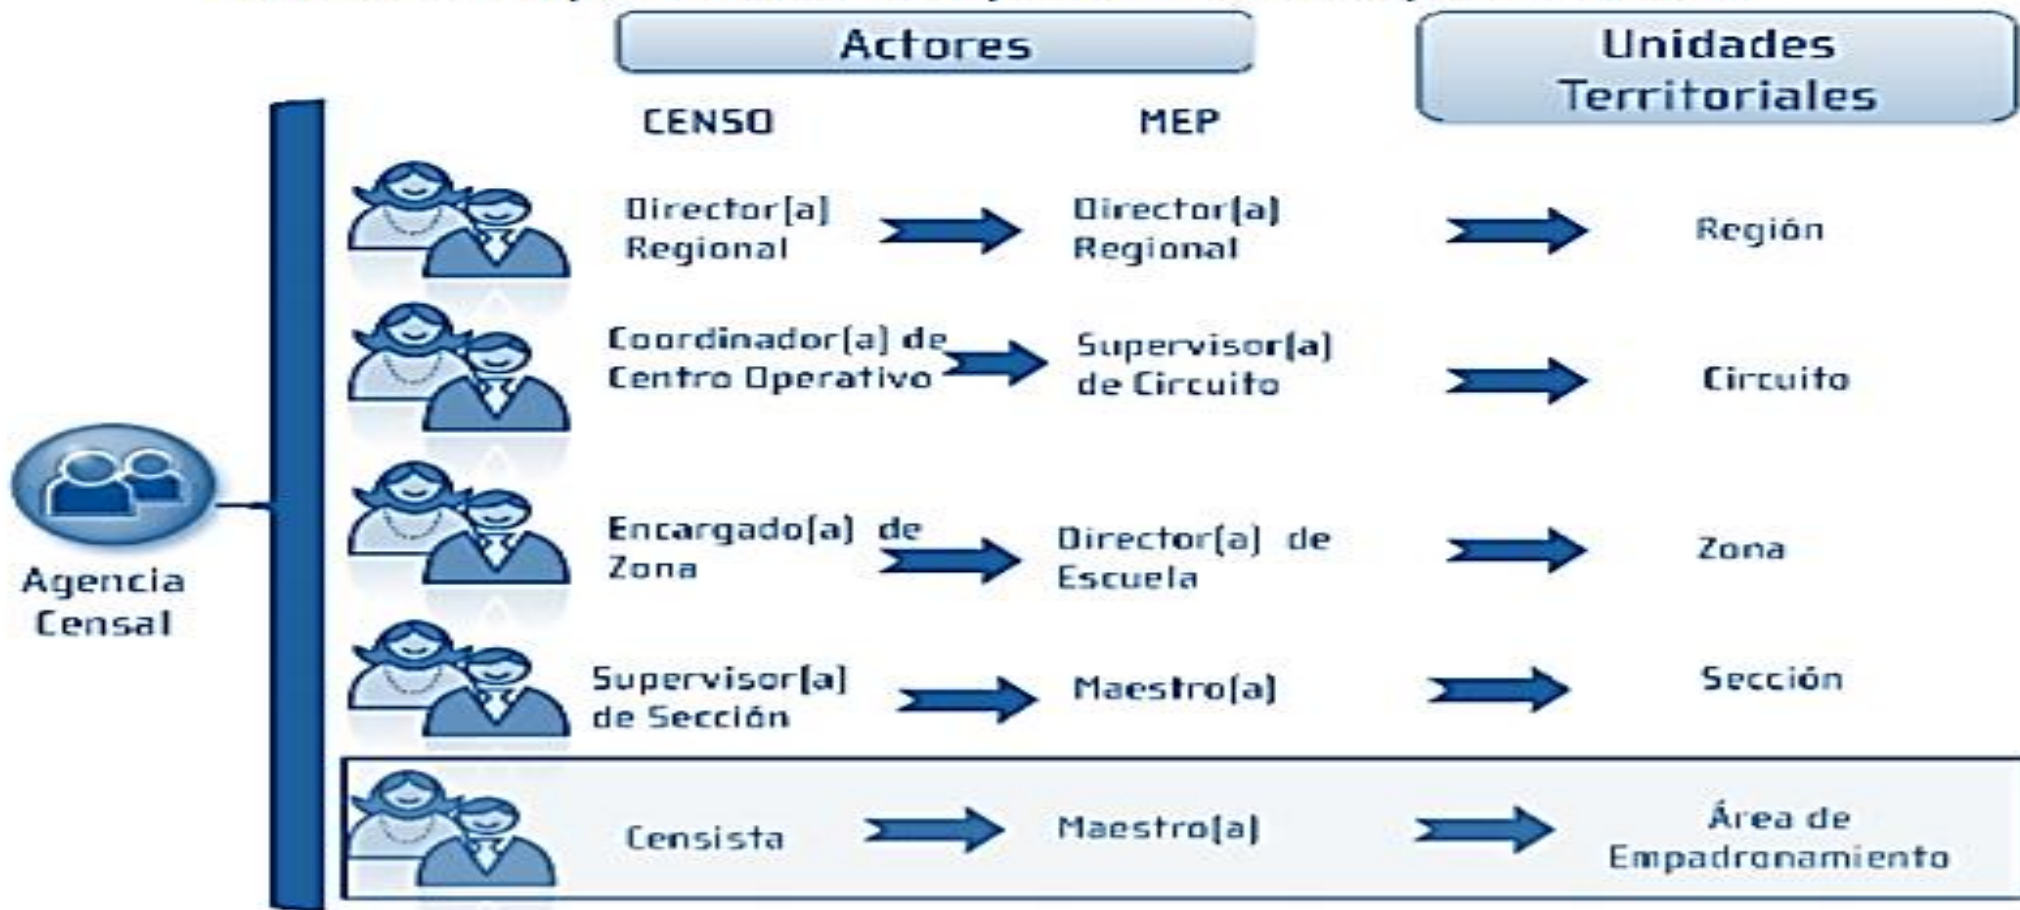 Actores
Unidades
Territoriales
CENSO
MEP
Director(a)
Regional
Director(a)
Regional
Región
Coordinador(a) de
Centro Operativo
Supervisor(a)
de Circuito
Circuito
Encargado(a) de
Zona
Director(a) de
Escuela
Zona
Agencia
Censal
Supervisor(a)
de Sección
Maestro(a)
Sección
Censista
Maestro(a)
Área de
Empadronamiento